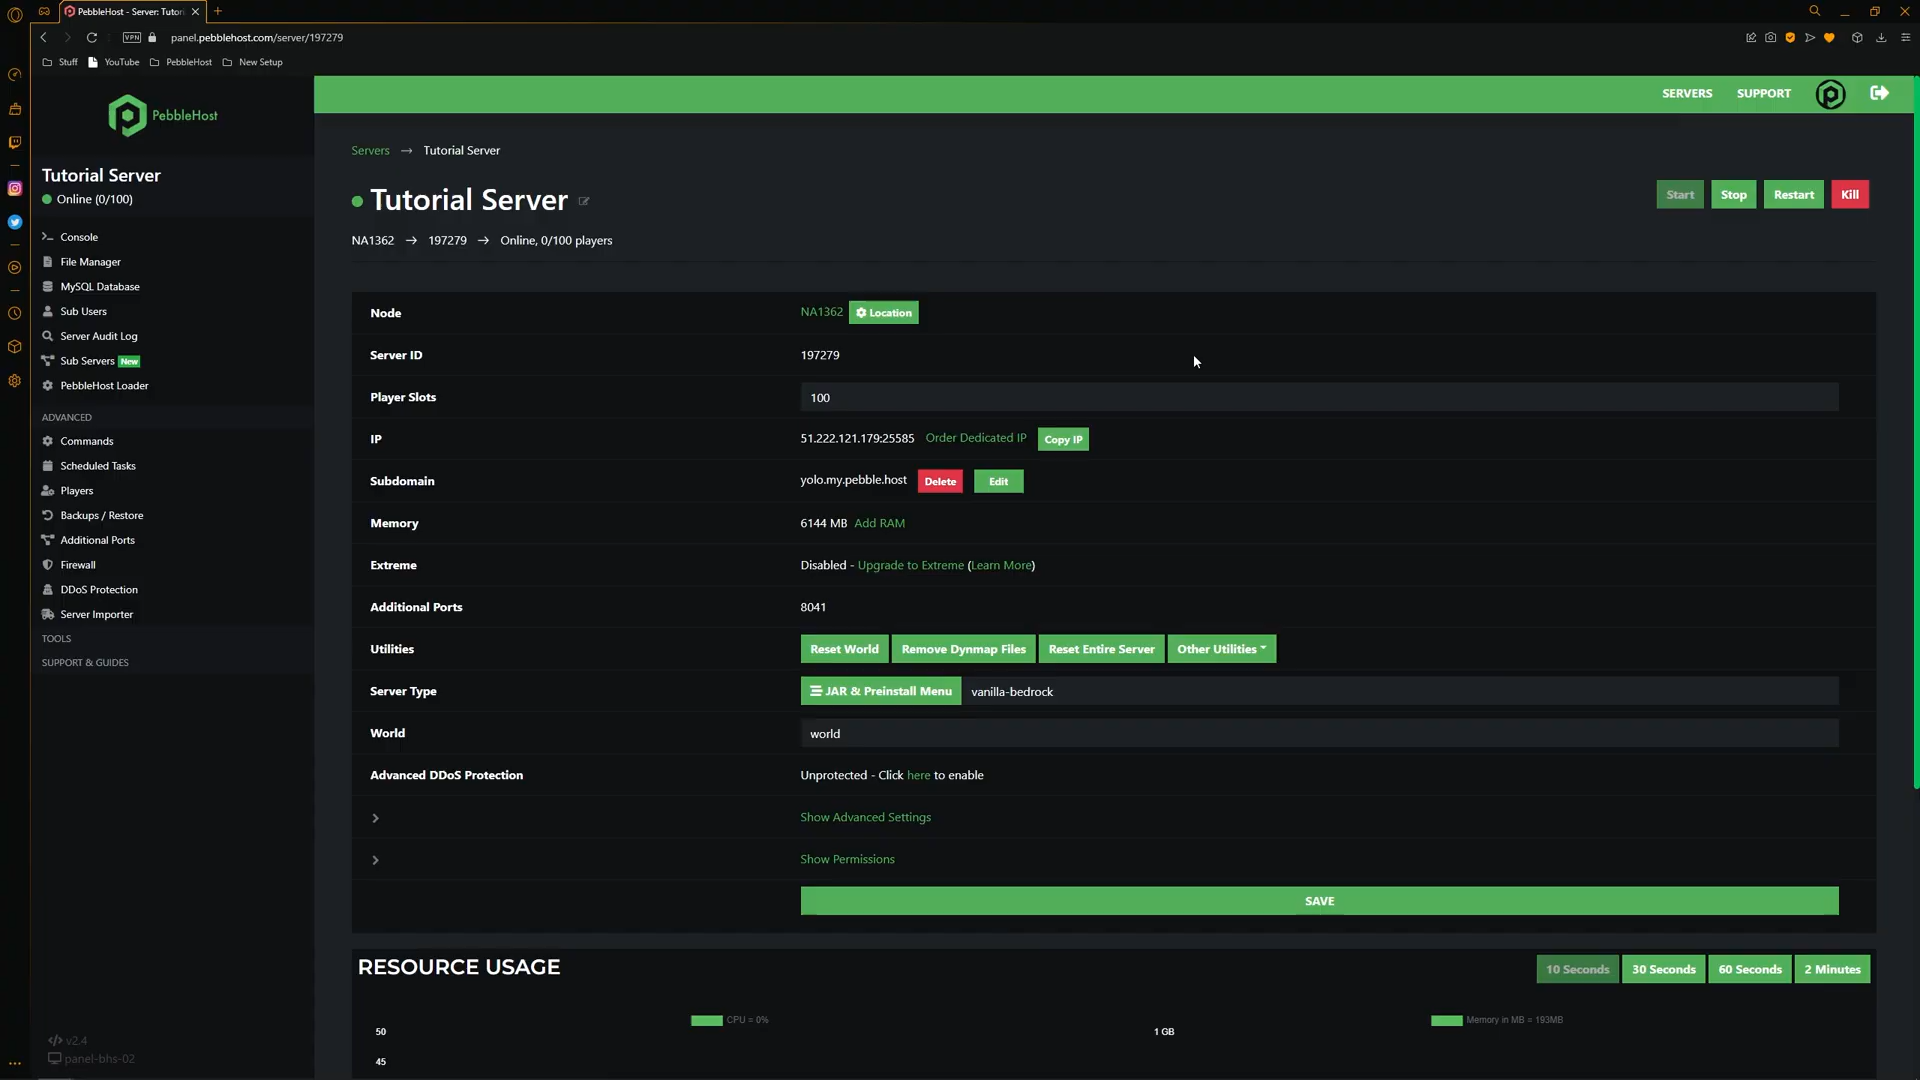 PebbleHost - Server: Tutori
VPN
panel.pebblehost.com/server/197279
Stuff
YouTube
PebbleHost
New Setup
PebbleHost
SERVERS
SUPPORT
Tutorial Server
Online (0/100)
Console
File Manager
MySQL Database
Sub Users
Server Audit Log
Sub Servers New
PebbleHost Loader
ADVANCED
Commands
Scheduled Tasks
Players
Backups / Restore
Additional Ports
Firewall
DDoS Protection
Server Importer
TOOLS
SUPPORT & GUIDES
</> v2.4
panel-bhs-02
Servers → Tutorial Server
Tutorial Server
Start
Stop
Restart
Kill
NA1362 → 197279 → Online, 0/100 players
Node
NA1362 Location
Server ID
197279
Player Slots
100
IP
51.222.121.179:25585 Order Dedicated IP Copy IP
Subdomain
yolo.my.pebble.host Delete Edit
Memory
6144 MB Add RAM
Extreme
Disabled - Upgrade to Extreme (Learn More)
Additional Ports
8041
Utilities
Reset World
Remove Dynmap Files
Reset Entire Server
Other Utilities
Server Type
JAR & Preinstall Menu
vanilla-bedrock
World
world
Advanced DDoS Protection
Unprotected - Click here to enable
Show Advanced Settings
Show Permissions
SAVE
RESOURCE USAGE
10 Seconds
30 Seconds
60 Seconds
2 Minutes
CPU = 0%
Memory in MB = 193MB
50
1 GB
45